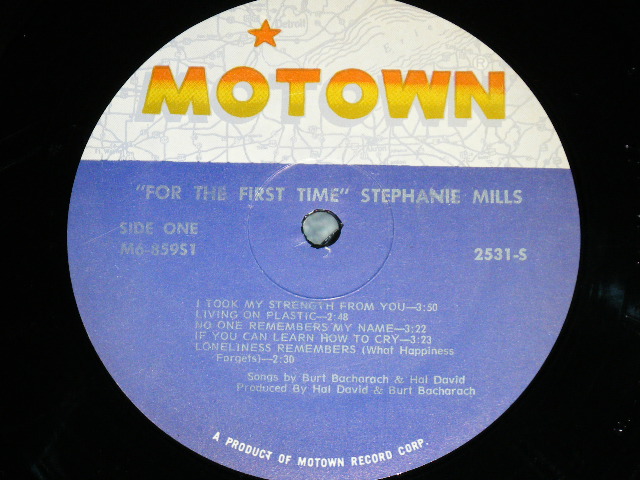 MOTOWN
®
"FOR THE FIRST TIME" STEPHANIE MILLS
SIDE ONE
M6-859S1
2531-S
I TOOK MY STRENGTH FROM YOU—3:50
LIVING ON PLASTIC—2:48
NO ONE REMEMBERS MY NAME—3:22
IF YOU CAN LEARN HOW TO CRY—3:23
LONELINESS REMEMBERS (What Happiness
Forgets)—2:30
Songs by Burt Bacharach & Hal David
Produced By Hal David & Burt Bacharach
A PRODUCT OF MOTOWN RECORD CORP.